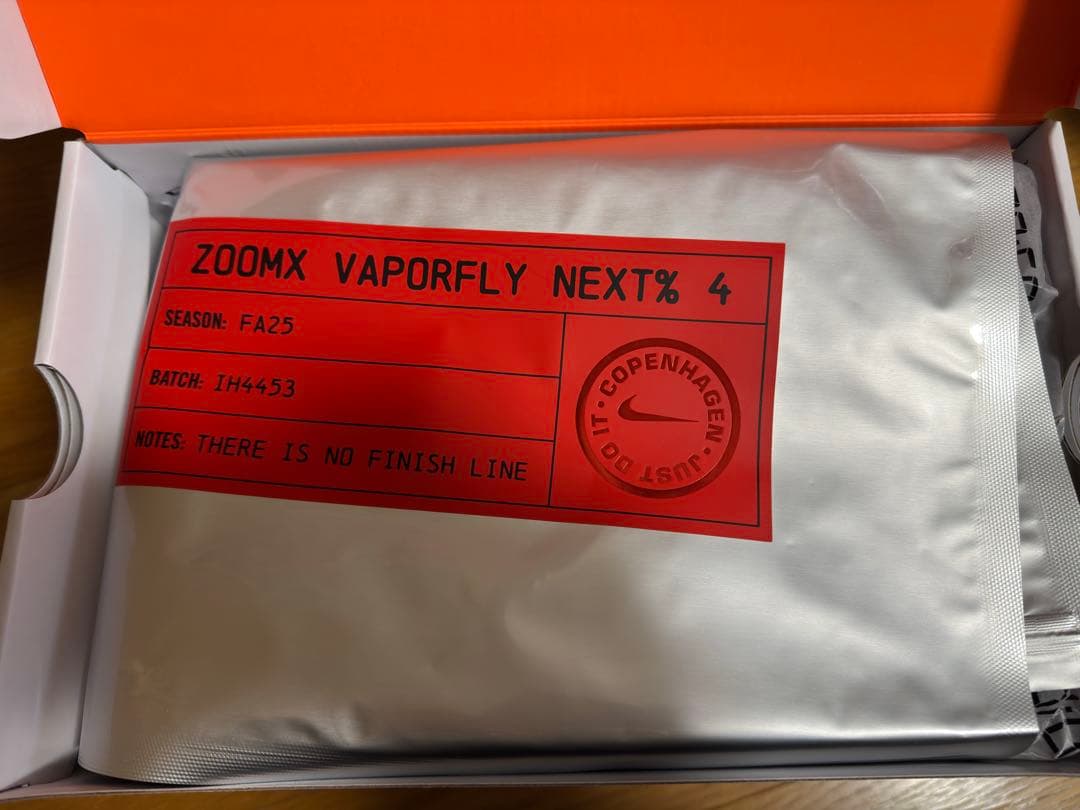 ZOOMX VAPORFLY NEXT% 4
SEASON: FA25
BATCH: IH4453
NOTES: THERE IS NO FINISH LINE
COPENHAGEN · JUST DO IT ·